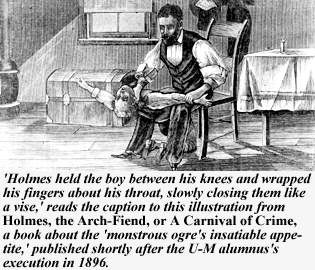 'Holmes held the boy between his knees and wrapped
his fingers about his throat, slowly closing them like
a vise,' reads the caption to this illustration from
Holmes, the Arch-Fiend, or A Carnival of Crime,
a book about the 'monstrous ogre's insatiable appe-
tite,' published shortly after the U-M alumnus's
execution in 1896.